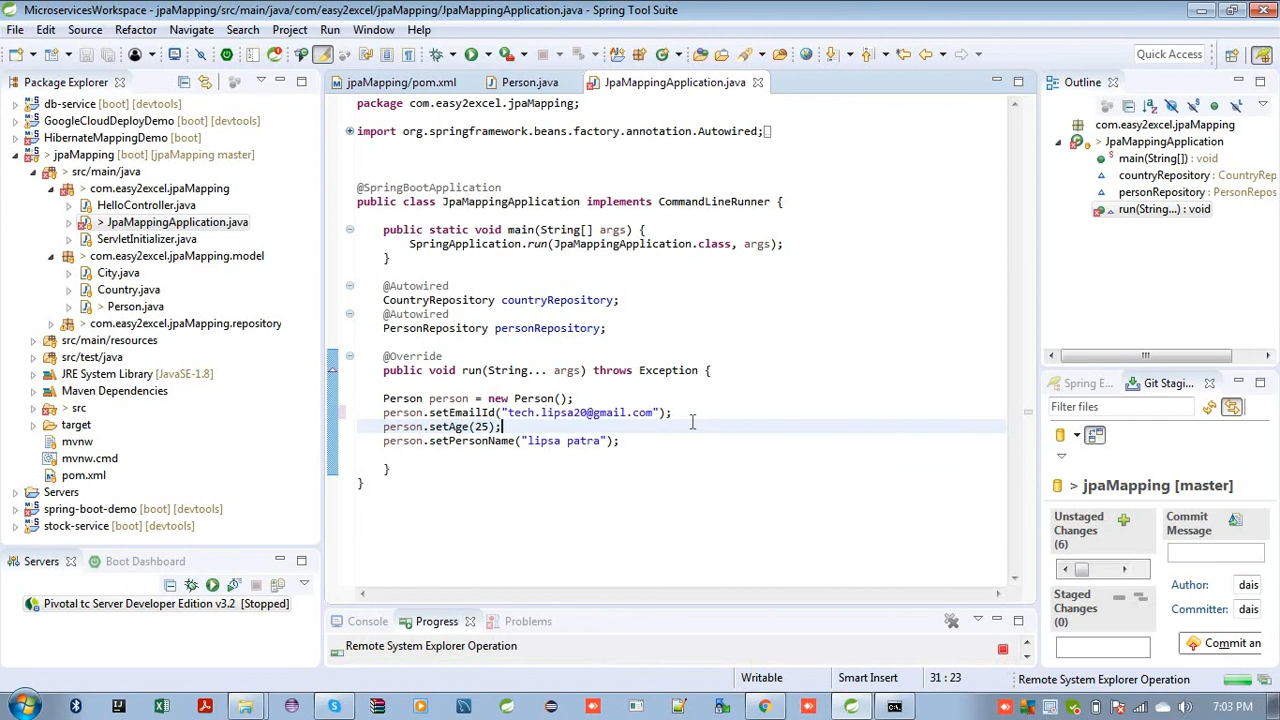 MicroservicesWorkspace - jpaMapping/src/main/java/com/easy2excel/jpaMapping/JpaMappingApplication.java - Spring Tool Suite
File Edit Source Refactor Navigate Search Project Run Window Help
Quick Access
Package Explorer
db-service [boot] [devtools]
GoogleCloudDeployDemo [boot] [devtools]
HibernateMappingDemo [boot]
jpaMapping [boot] [jpaMapping master]
src/main/java
com.easy2excel.jpaMapping
HelloController.java
> JpaMappingApplication.java
ServletInitializer.java
com.easy2excel.jpaMapping.model
City.java
Country.java
> Person.java
com.easy2excel.jpaMapping.repository
src/main/resources
src/test/java
JRE System Library [JavaSE-1.8]
Maven Dependencies
> src
target
mvnw
mvnw.cmd
pom.xml
Servers
spring-boot-demo [boot] [devtools]
stock-service [boot] [devtools]
Servers Boot Dashboard
Pivotal tc Server Developer Edition v3.2 [Stopped]
jpaMapping/pom.xml Person.java JpaMappingApplication.java
package com.easy2excel.jpaMapping;
import org.springframework.beans.factory.annotation.Autowired;
@SpringBootApplication
public class JpaMappingApplication implements CommandLineRunner {
public static void main(String[] args) {
SpringApplication.run(JpaMappingApplication.class, args);
}
@Autowired
CountryRepository countryRepository;
@Autowired
PersonRepository personRepository;
@Override
public void run(String... args) throws Exception {
Person person = new Person();
person.setEmailId("tech.lipsa20@gmail.com");
person.setAge(25);
person.setPersonName("lipsa patra");
}
}
Console Progress Problems
Remote System Explorer Operation
Outline
com.easy2excel.jpaMapping
JpaMappingApplication
main(String[]) : void
countryRepository : CountryRep
personRepository : PersonRepos
run(String...) : void
Spring E... Git Stagi...
Filter files
> jpaMapping [master]
Unstaged Changes (6)
Commit Message
Author: dais
Staged Changes (0)
Committer: dais
Commit an
Writable Smart Insert 31 : 23 Remote System Explorer Operation
7:03 PM